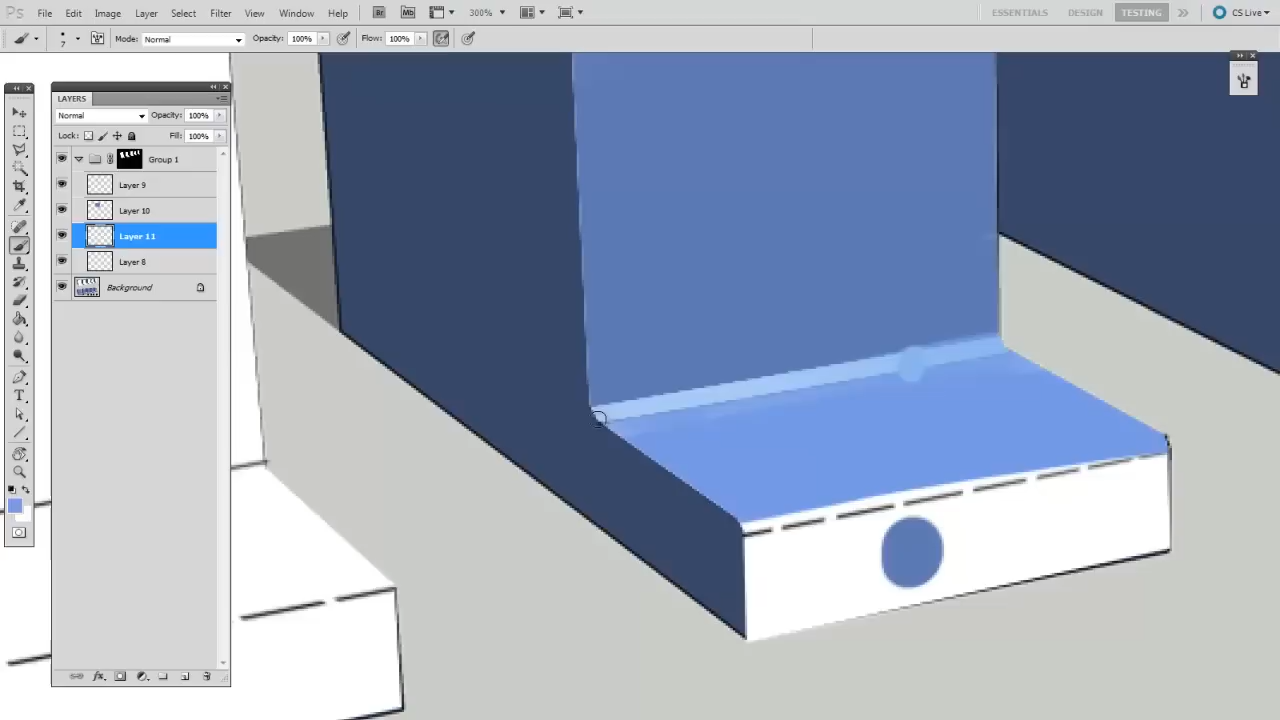 Ps File Edit Image Layer Select Filter View Window Help Br Mb 300% ESSENTIALS DESIGN TESTING CS Live
7 Mode: Normal Opacity: 100% Flow: 100%
LAYERS
Normal Opacity: 100%
Lock: Fill: 100%
Group 1
Layer 9
Layer 10
Layer 11
Layer 8
Background
T
fx